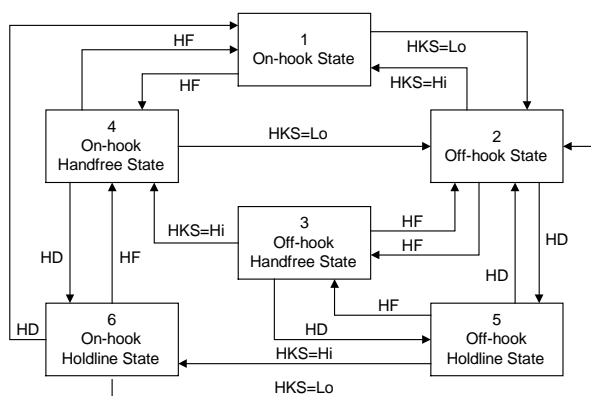 1
On-hook State
HF
HKS=Lo
HF
HKS=Hi
4
On-hook
Handfree State
HKS=Lo
2
Off-hook State
3
Off-hook
Handfree State
HKS=Hi
HF
HF
HD
HF
HD
HD
HF
HD
6
On-hook
Holdline State
5
Off-hook
Holdline State
HD
HKS=Hi
HKS=Lo